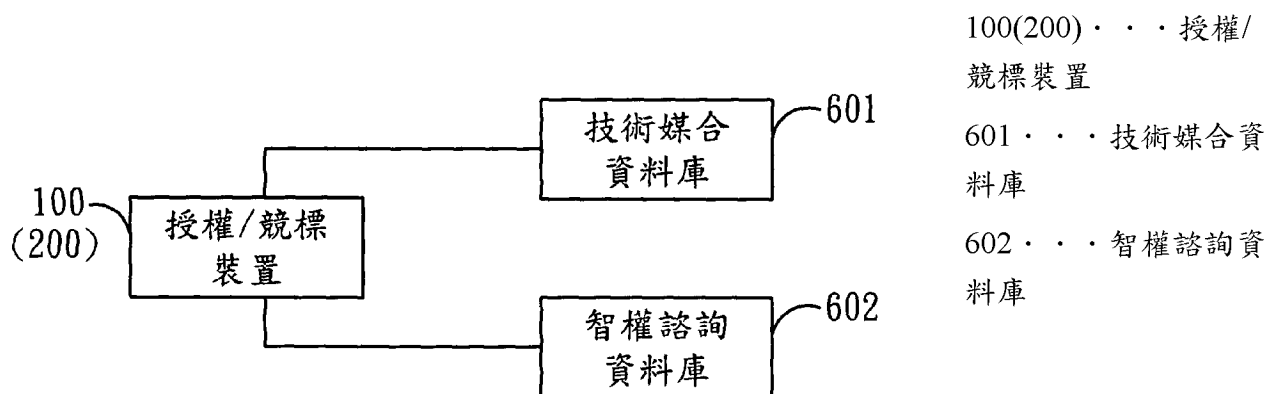 技術媒合
資料庫
601
100
(200)
授權/競標
裝置
智權諮詢
資料庫
602
100(200)．．．授權/
競標裝置
601．．．技術媒合資
料庫
602．．．智權諮詢資
料庫